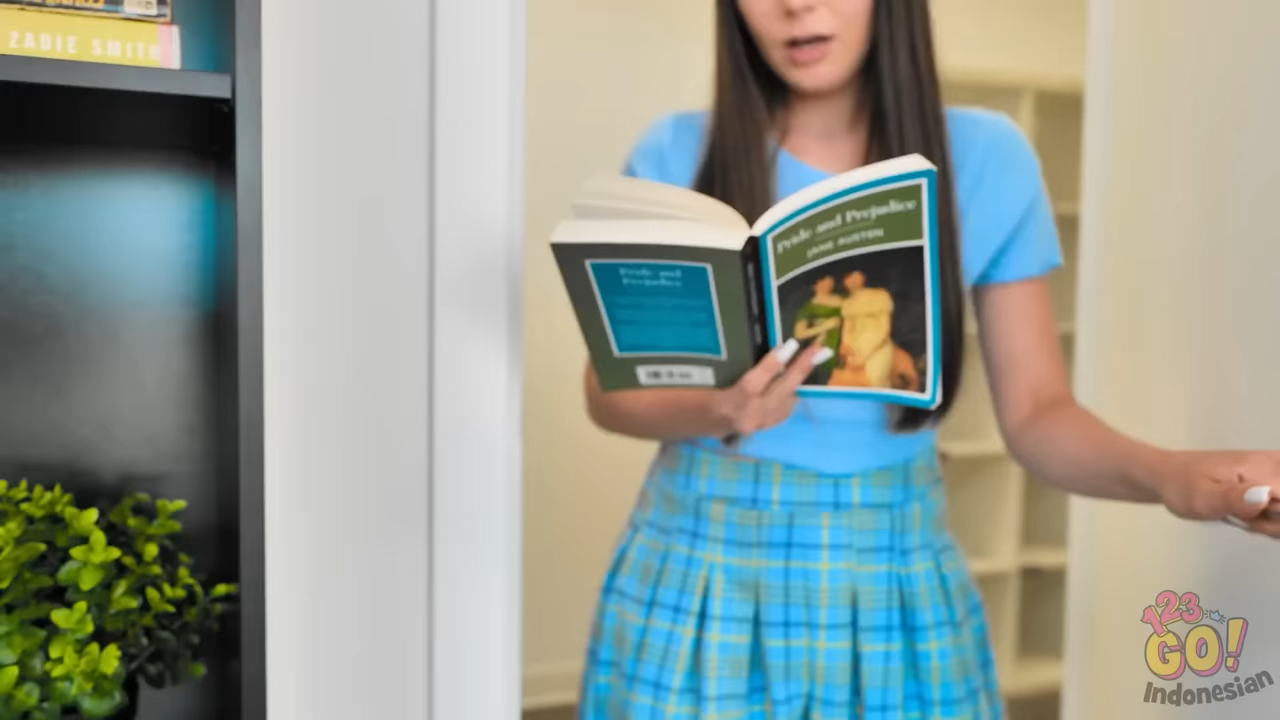 ZADIE SMITH
Pride and Prejudice
JANE AUSTEN
Pride and
Prejudice
123
GO!
Indonesian